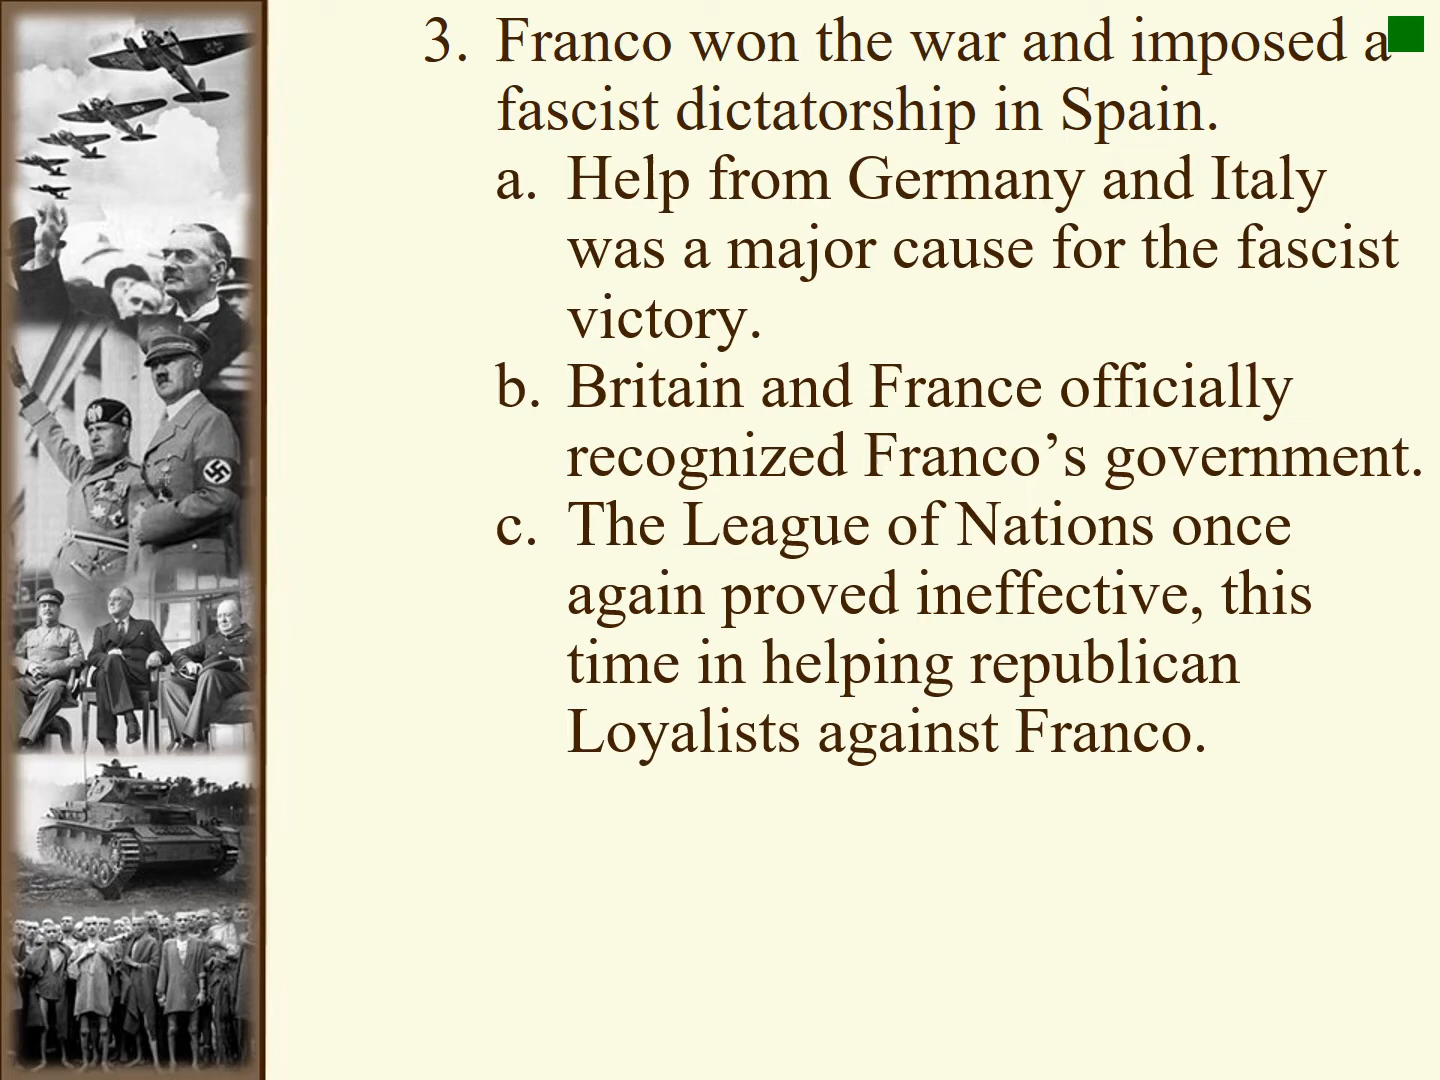 3. Franco won the war and imposed a
fascist dictatorship in Spain.
a. Help from Germany and Italy
was a major cause for the fascist
victory.
b. Britain and France officially
recognized Franco’s government.
c. The League of Nations once
again proved ineffective, this
time in helping republican
Loyalists against Franco.